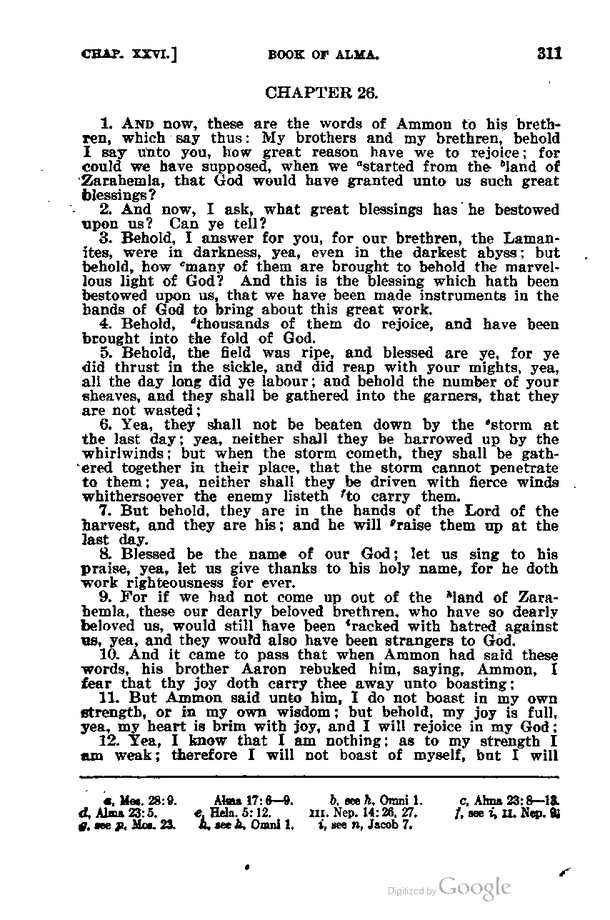 CHAP. XXVI.] BOOK OF ALMA. 311
CHAPTER 26.
1. AND now, these are the words of Ammon to his breth-
ren, which say thus: My brothers and my brethren, behold
I say unto you, how great reason have we to rejoice; for
could we have supposed, when we ᵃstarted from the ᵇland of
Zarahemla, that God would have granted unto us such great
blessings?
2. And now, I ask, what great blessings has he bestowed
upon us? Can ye tell?
3. Behold, I answer for you, for our brethren, the Laman-
ites, were in darkness, yea, even in the darkest abyss; but
behold, how ᶜmany of them are brought to behold the marvel-
lous light of God? And this is the blessing which hath been
bestowed upon us, that we have been made instruments in the
hands of God to bring about this great work.
4. Behold, ᵈthousands of them do rejoice, and have been
brought into the fold of God.
5. Behold, the field was ripe, and blessed are ye, for ye
did thrust in the sickle, and did reap with your mights, yea,
all the day long did ye labour; and behold the number of your
sheaves, and they shall be gathered into the garners, that they
are not wasted;
6. Yea, they shall not be beaten down by the ᵉstorm at
the last day; yea, neither shall they be harrowed up by the
whirlwinds; but when the storm cometh, they shall be gath-
ered together in their place, that the storm cannot penetrate
to them; yea, neither shall they be driven with fierce winds
whithersoever the enemy listeth ᶠto carry them.
7. But behold, they are in the hands of the Lord of the
harvest, and they are his; and he will ᵍraise them up at the
last day.
8. Blessed be the name of our God; let us sing to his
praise, yea, let us give thanks to his holy name, for he doth
work righteousness for ever.
9. For if we had not come up out of the ʰland of Zara-
hemla, these our dearly beloved brethren, who have so dearly
beloved us, would still have been ⁱracked with hatred against
us, yea, and they would also have been strangers to God.
10. And it came to pass that when Ammon had said these
words, his brother Aaron rebuked him, saying, Ammon, I
fear that thy joy doth carry thee away unto boasting;
11. But Ammon said unto him, I do not boast in my own
strength, or in my own wisdom; but behold, my joy is full,
yea, my heart is brim with joy, and I will rejoice in my God;
12. Yea, I know that I am nothing; as to my strength I
am weak; therefore I will not boast of myself, but I will
a, Mos. 28:9. Alma 17:6—9. b, see h, Omni 1. c, Alma 23:8—13.
d, Alma 23:5. e, Hela. 5:12. III. Nep. 14:26, 27. f, see i, II. Nep. 9.
g, see p, Mos. 23. h, see h, Omni 1. i, see n, Jacob 7.
Digitized by Google